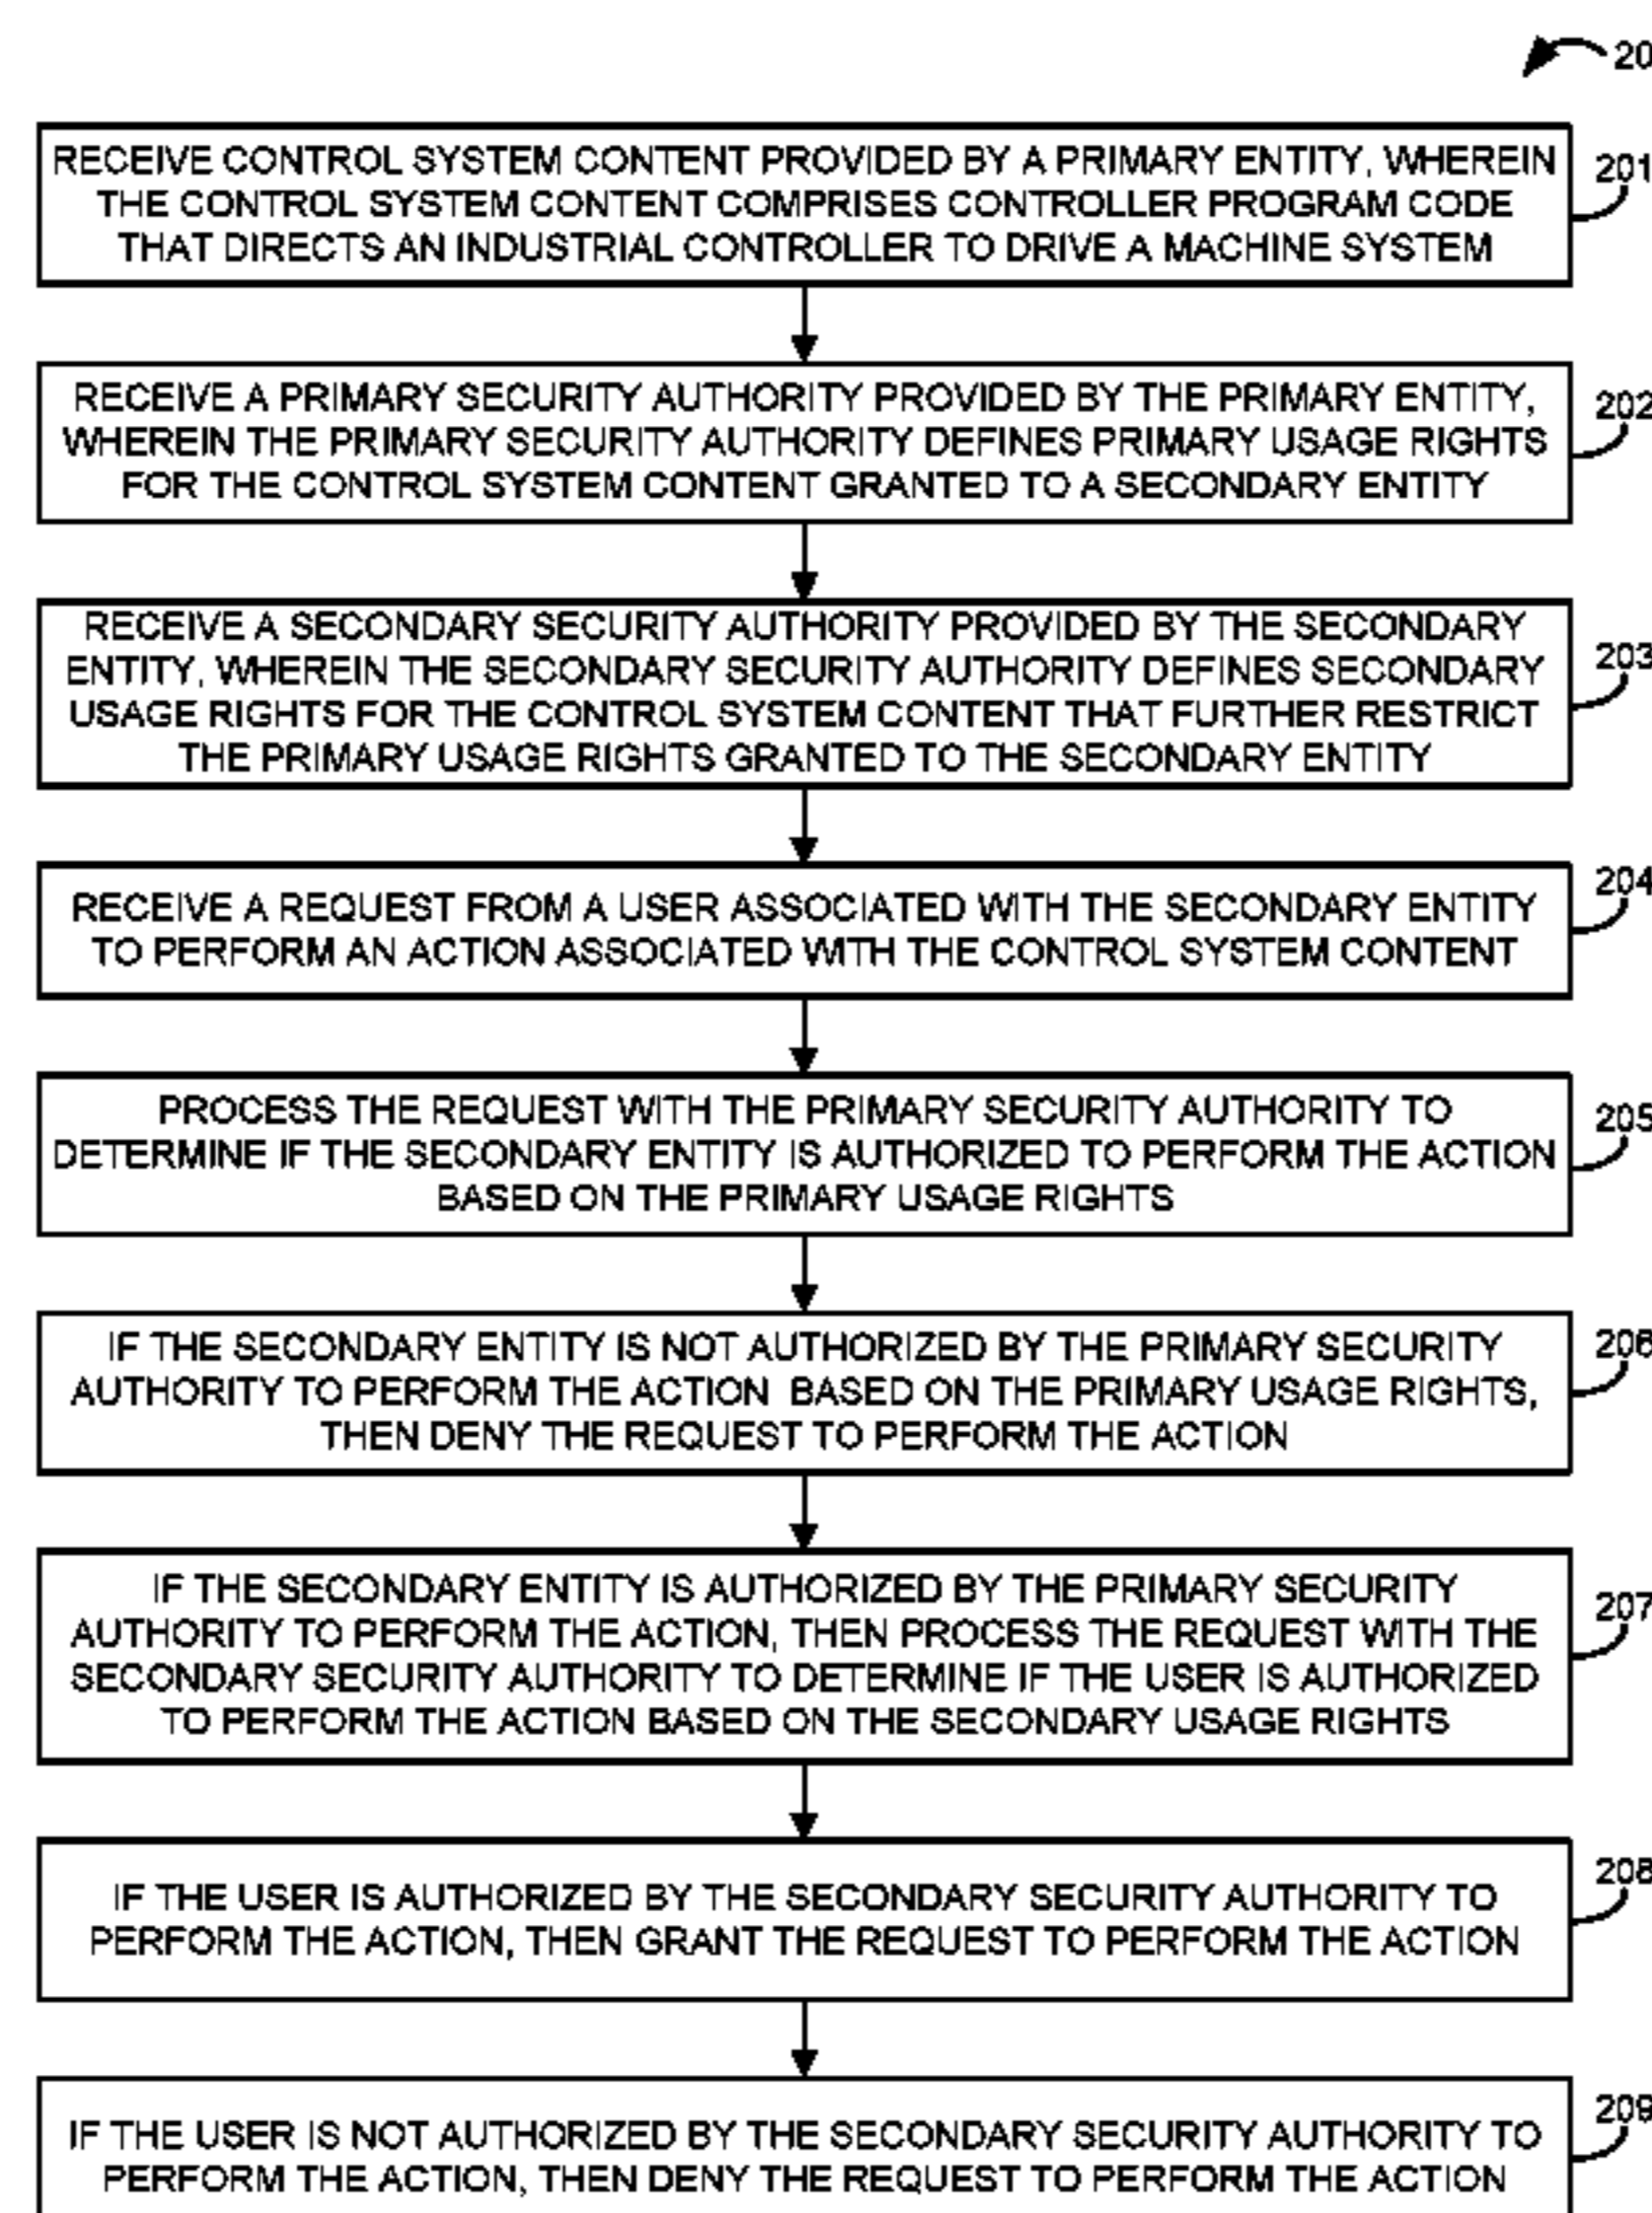 20
RECEIVE CONTROL SYSTEM CONTENT PROVIDED BY A PRIMARY ENTITY, WHEREIN
THE CONTROL SYSTEM CONTENT COMPRISES CONTROLLER PROGRAM CODE
THAT DIRECTS AN INDUSTRIAL CONTROLLER TO DRIVE A MACHINE SYSTEM
201
RECEIVE A PRIMARY SECURITY AUTHORITY PROVIDED BY THE PRIMARY ENTITY,
WHEREIN THE PRIMARY SECURITY AUTHORITY DEFINES PRIMARY USAGE RIGHTS
FOR THE CONTROL SYSTEM CONTENT GRANTED TO A SECONDARY ENTITY
202
RECEIVE A SECONDARY SECURITY AUTHORITY PROVIDED BY THE SECONDARY
ENTITY, WHEREIN THE SECONDARY SECURITY AUTHORITY DEFINES SECONDARY
USAGE RIGHTS FOR THE CONTROL SYSTEM CONTENT THAT FURTHER RESTRICT
THE PRIMARY USAGE RIGHTS GRANTED TO THE SECONDARY ENTITY
203
RECEIVE A REQUEST FROM A USER ASSOCIATED WITH THE SECONDARY ENTITY
TO PERFORM AN ACTION ASSOCIATED WITH THE CONTROL SYSTEM CONTENT
204
PROCESS THE REQUEST WITH THE PRIMARY SECURITY AUTHORITY TO
DETERMINE IF THE SECONDARY ENTITY IS AUTHORIZED TO PERFORM THE ACTION
BASED ON THE PRIMARY USAGE RIGHTS
205
IF THE SECONDARY ENTITY IS NOT AUTHORIZED BY THE PRIMARY SECURITY
AUTHORITY TO PERFORM THE ACTION BASED ON THE PRIMARY USAGE RIGHTS,
THEN DENY THE REQUEST TO PERFORM THE ACTION
206
IF THE SECONDARY ENTITY IS AUTHORIZED BY THE PRIMARY SECURITY
AUTHORITY TO PERFORM THE ACTION, THEN PROCESS THE REQUEST WITH THE
SECONDARY SECURITY AUTHORITY TO DETERMINE IF THE USER IS AUTHORIZED
TO PERFORM THE ACTION BASED ON THE SECONDARY USAGE RIGHTS
207
IF THE USER IS AUTHORIZED BY THE SECONDARY SECURITY AUTHORITY TO
PERFORM THE ACTION, THEN GRANT THE REQUEST TO PERFORM THE ACTION
208
IF THE USER IS NOT AUTHORIZED BY THE SECONDARY SECURITY AUTHORITY TO
PERFORM THE ACTION, THEN DENY THE REQUEST TO PERFORM THE ACTION
209